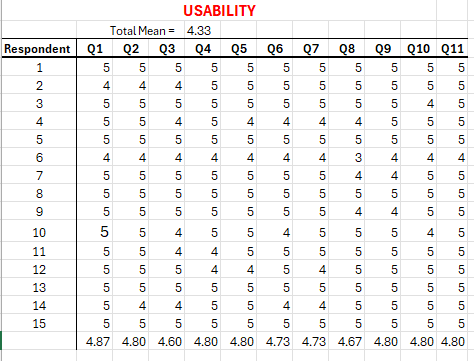 USABILITY
Total Mean = 4.33
Respondent Q1 Q2 Q3 Q4 Q5 Q6 Q7 Q8 Q9 Q10 Q11
1 5 5 5 5 5 5 5 5 5 5 5
2 4 4 4 5 5 5 5 5 5 5 5
3 5 5 5 5 5 5 5 5 5 4 5
4 5 5 4 5 4 4 4 4 5 5 5
5 5 5 5 5 5 5 5 5 5 5 5
6 4 4 4 4 4 4 4 3 4 4 4
7 5 5 5 5 5 5 5 4 4 5 5
8 5 5 5 5 5 5 5 5 5 5 5
9 5 5 5 5 5 5 5 4 4 5 5
10 5 5 4 5 5 4 5 5 5 4 5
11 5 5 4 4 5 5 5 5 5 5 5
12 5 5 5 4 4 5 4 5 5 5 5
13 5 5 5 5 5 5 5 5 5 5 5
14 5 4 4 5 5 4 4 5 5 5 5
15 5 5 5 5 5 5 5 5 5 5 5
4.87 4.80 4.60 4.80 4.80 4.73 4.73 4.67 4.80 4.80 4.80